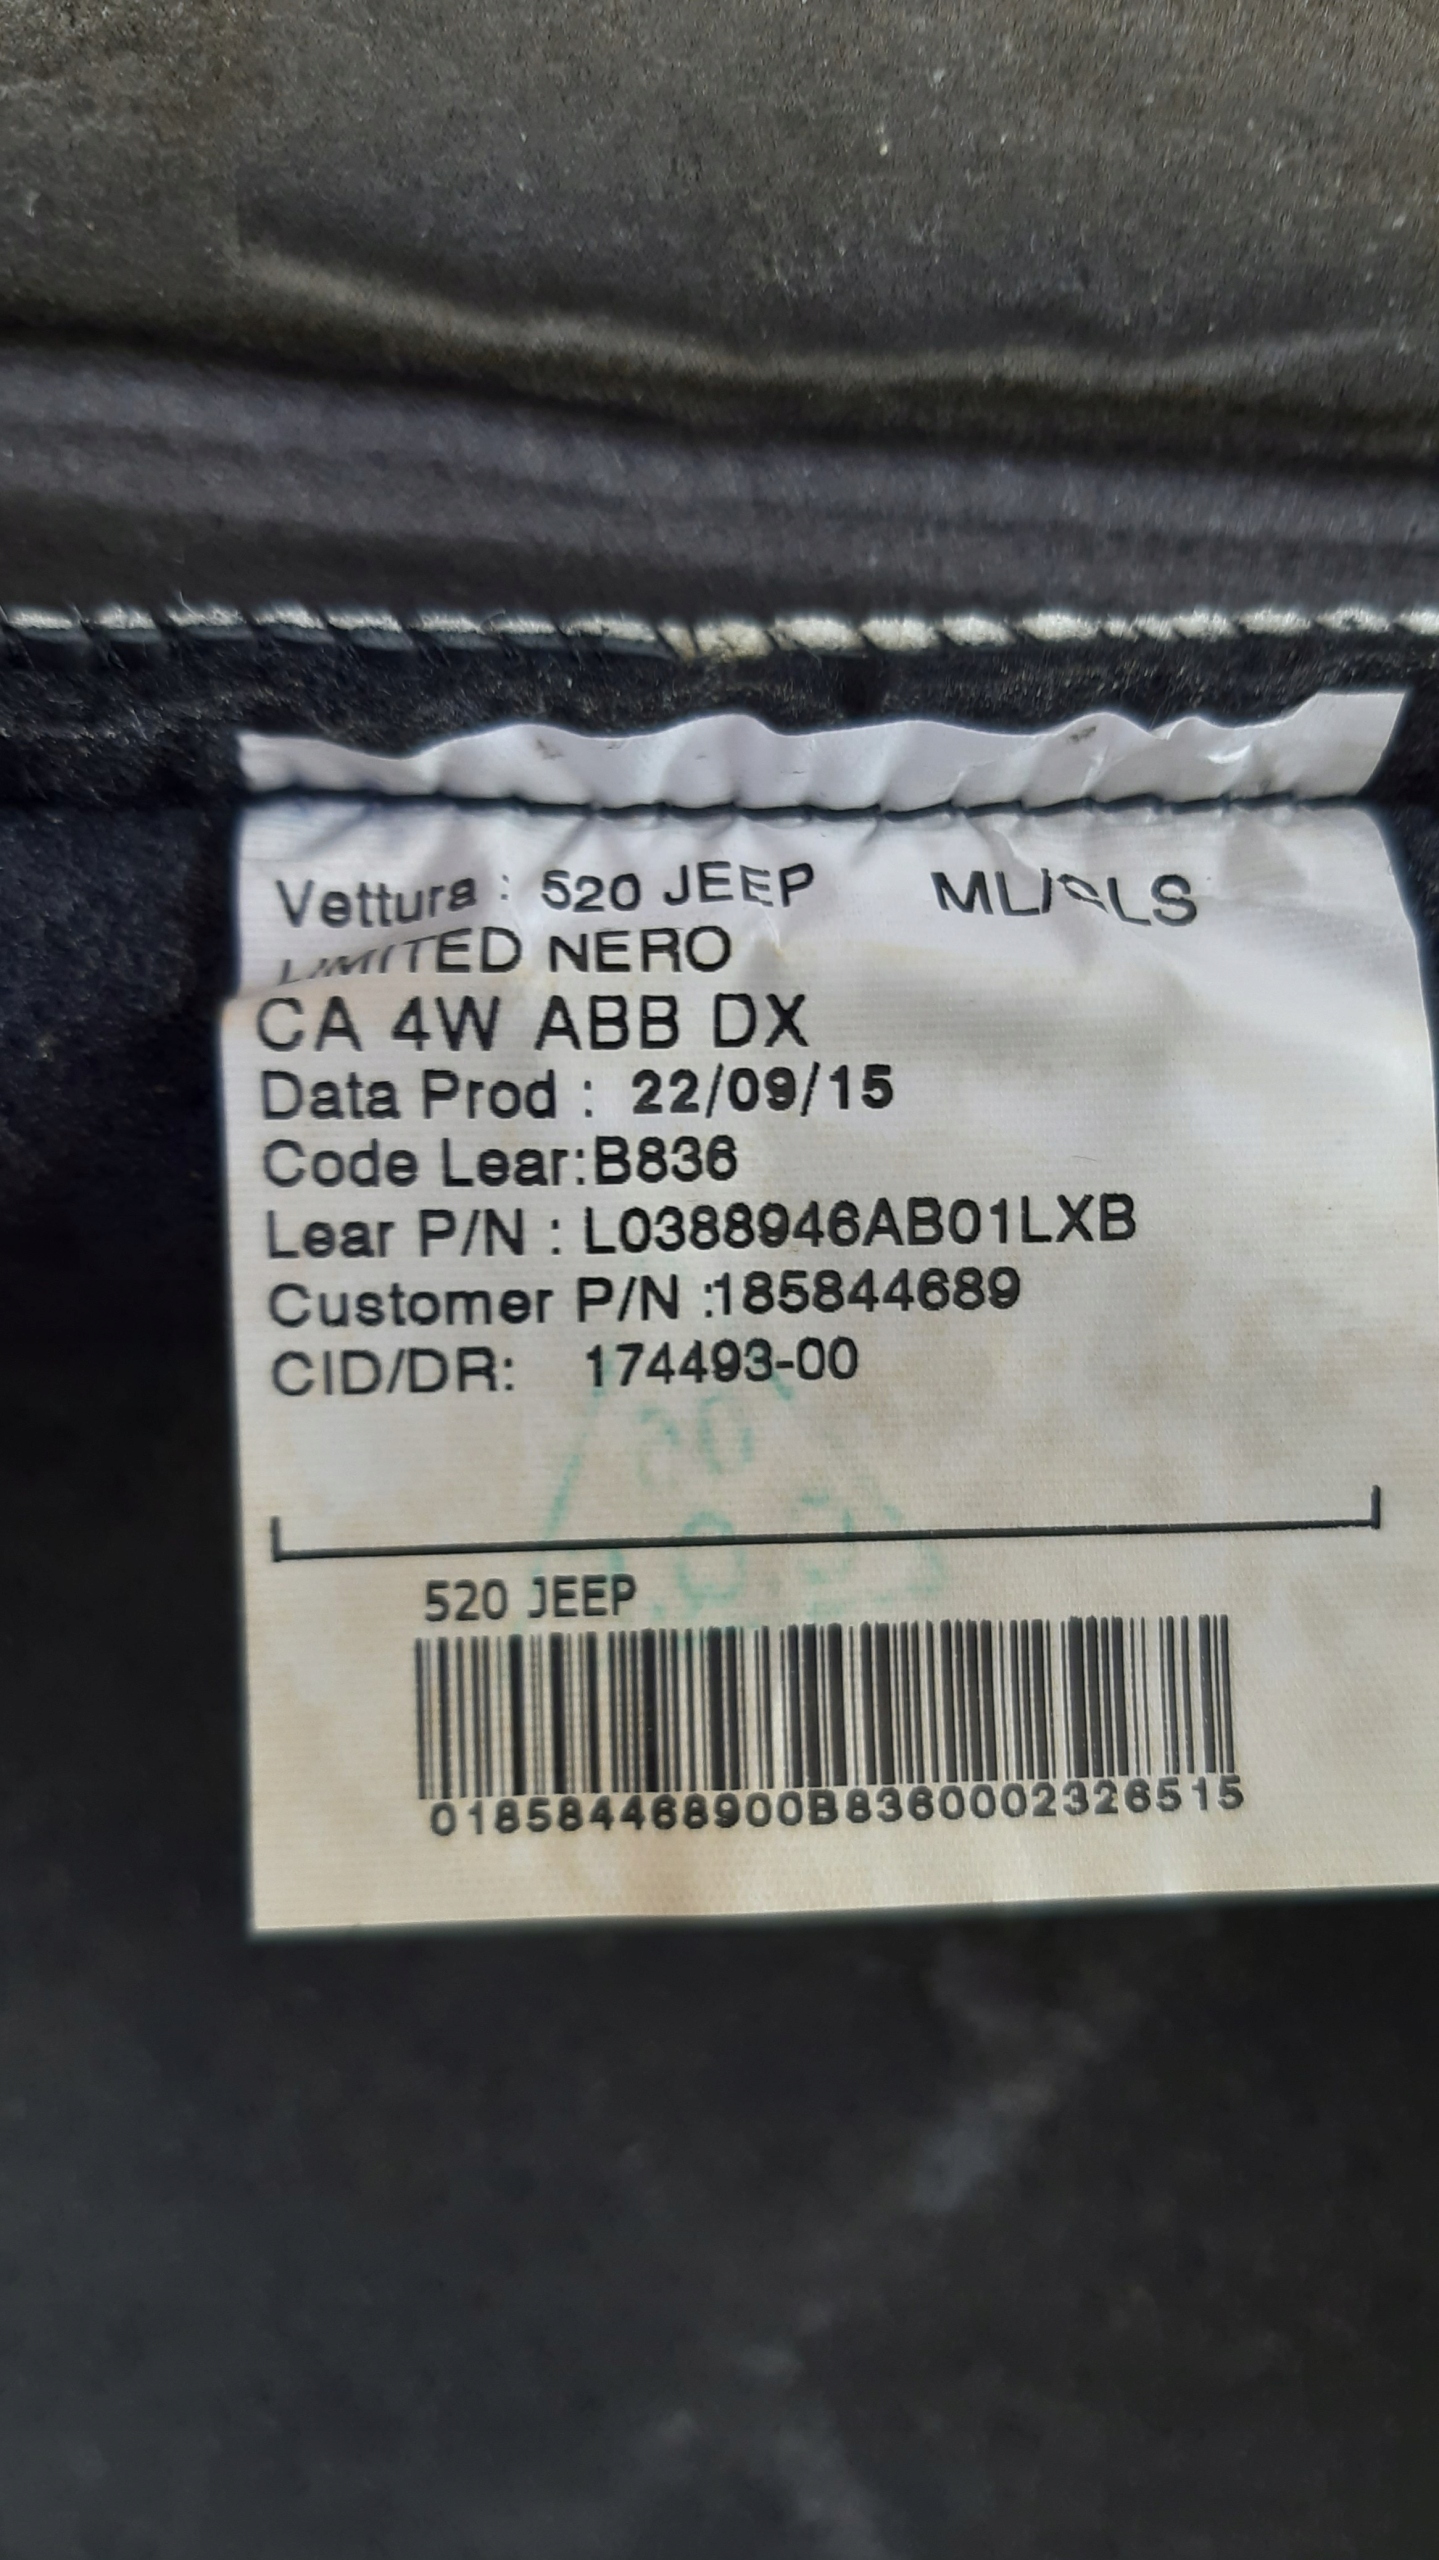 Vettura : 520 JEEP
LIMITED NERO
CA 4W ABB DX
Data Prod : 22/09/15
Code Lear:B836
Lear P/N : L0388946AB01LXB
Customer P/N :185844689
CID/DR: 174493-00
520 JEEP
018584468900B8360002326515